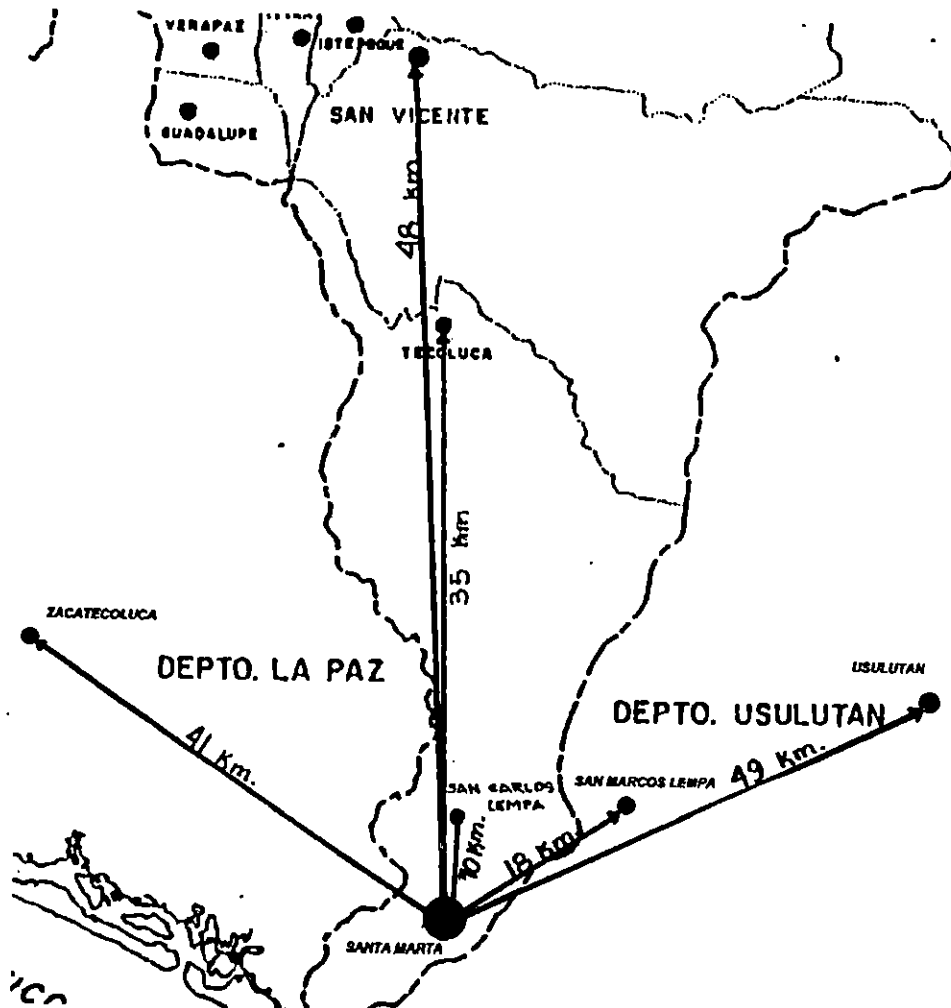 VERAPAZ
ISTEPEQUE
SAN VICENTE
GUADALUPE
48 Km
TECOLUCA
35 Km
ZACATECOLUCA
DEPTO. LA PAZ
USULUTAN
DEPTO. USULUTAN
41 Km.
49 Km.
SAN MARCOS LEMPA
SAN CARLOS
LEMPA
18 Km.
Km.
SANTA MARTA